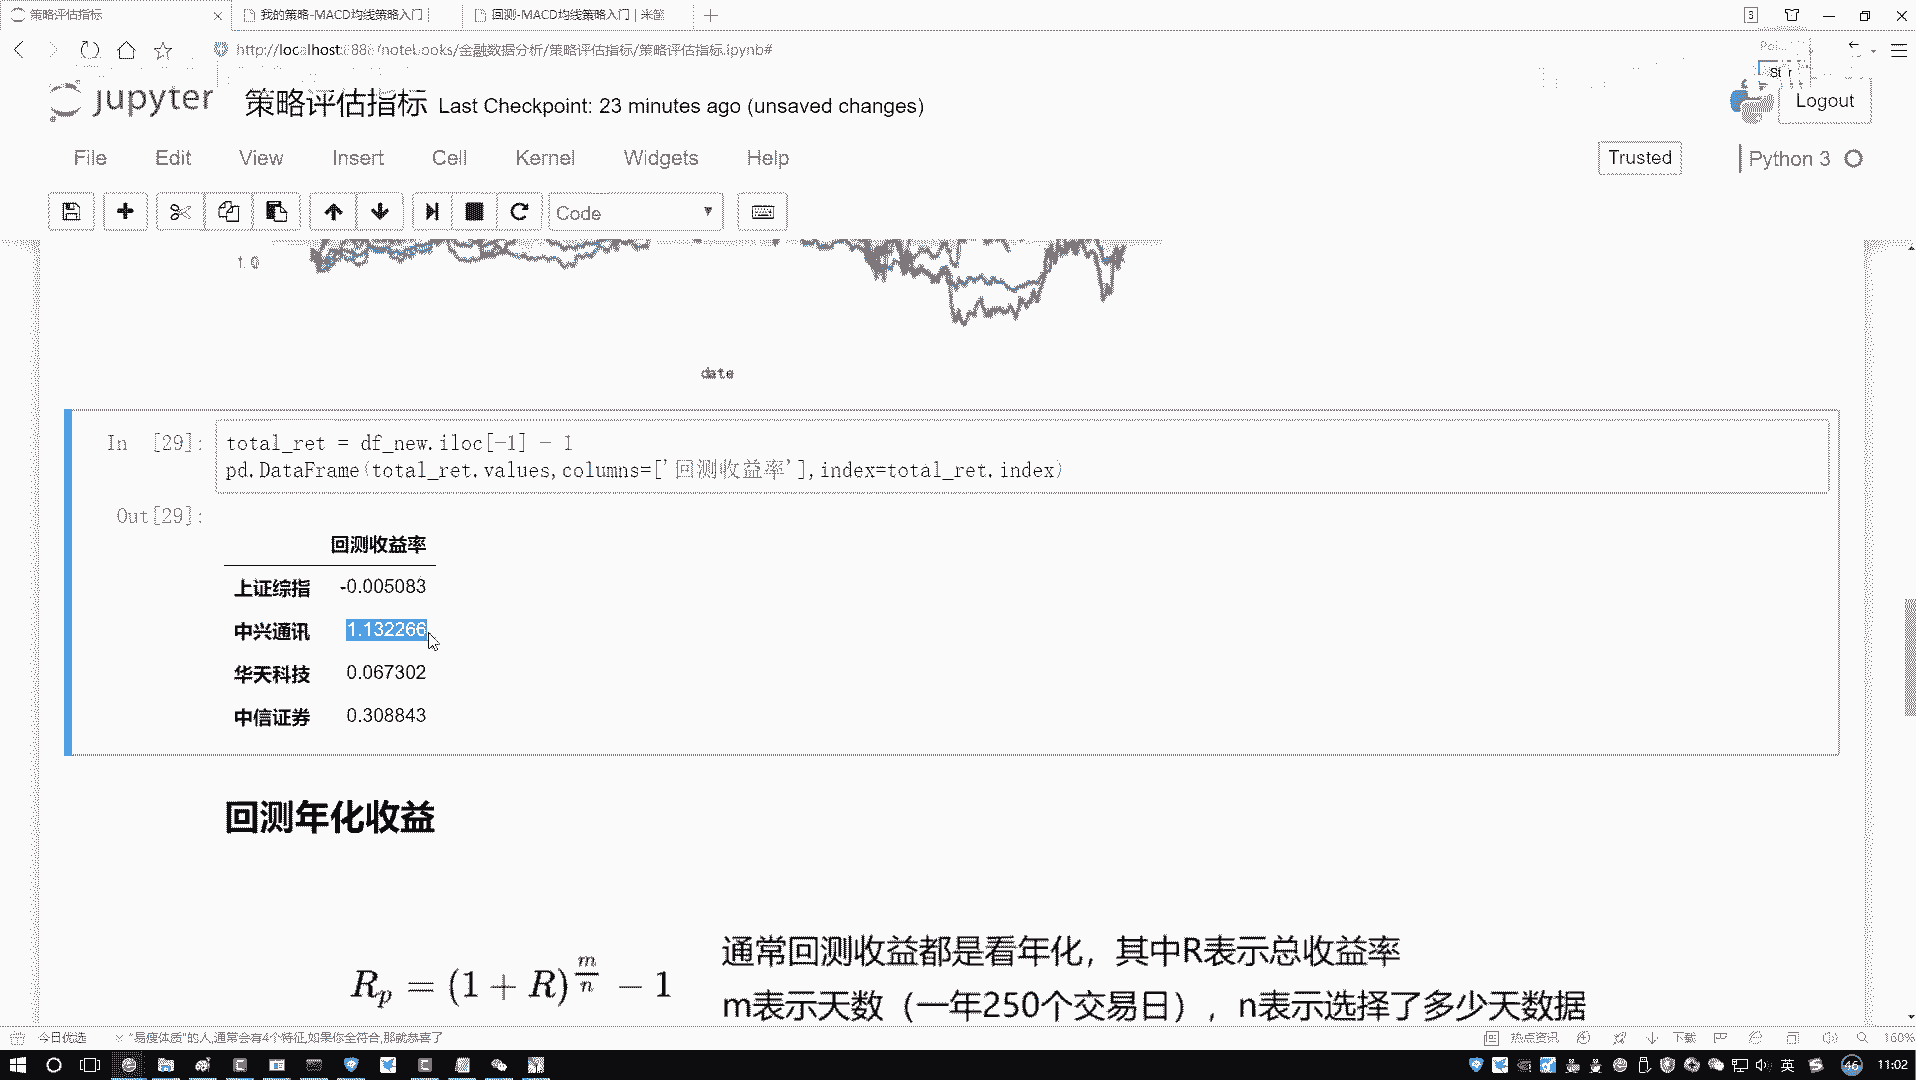 策略评估指标
我的策略-MACD均线策略入门
回测-MACD均线策略入门 | 米筐
3
http://localhost:888/notebooks/金融数据分析/策略评估指标/策略评估指标.ipynb#
jupyter 策略评估指标 Last Checkpoint: 23 minutes ago (unsaved changes)
Logout
File Edit View Insert Cell Kernel Widgets Help
Trusted
Python 3
Code
1.0
date
In [29]:
total_ret = df_new.iloc[-1] - 1
pd.DataFrame(total_ret.values,columns=['回测收益率'],index=total_ret.index)
Out[29]:
回测收益率
上证综指 -0.005083
中兴通讯 1.132266
华天科技 0.067302
中信证券 0.308843
回测年化收益
Rp = (1 + R)^(m/n) − 1
通常回测收益都是看年化，其中R表示总收益率
m表示天数（一年250个交易日），n表示选择了多少天数据
今日优选
"易瘦体质"的人,通常会有4个特征,如果你全符合,那就恭喜了
热点资讯
下载
160%
英
46
11:02